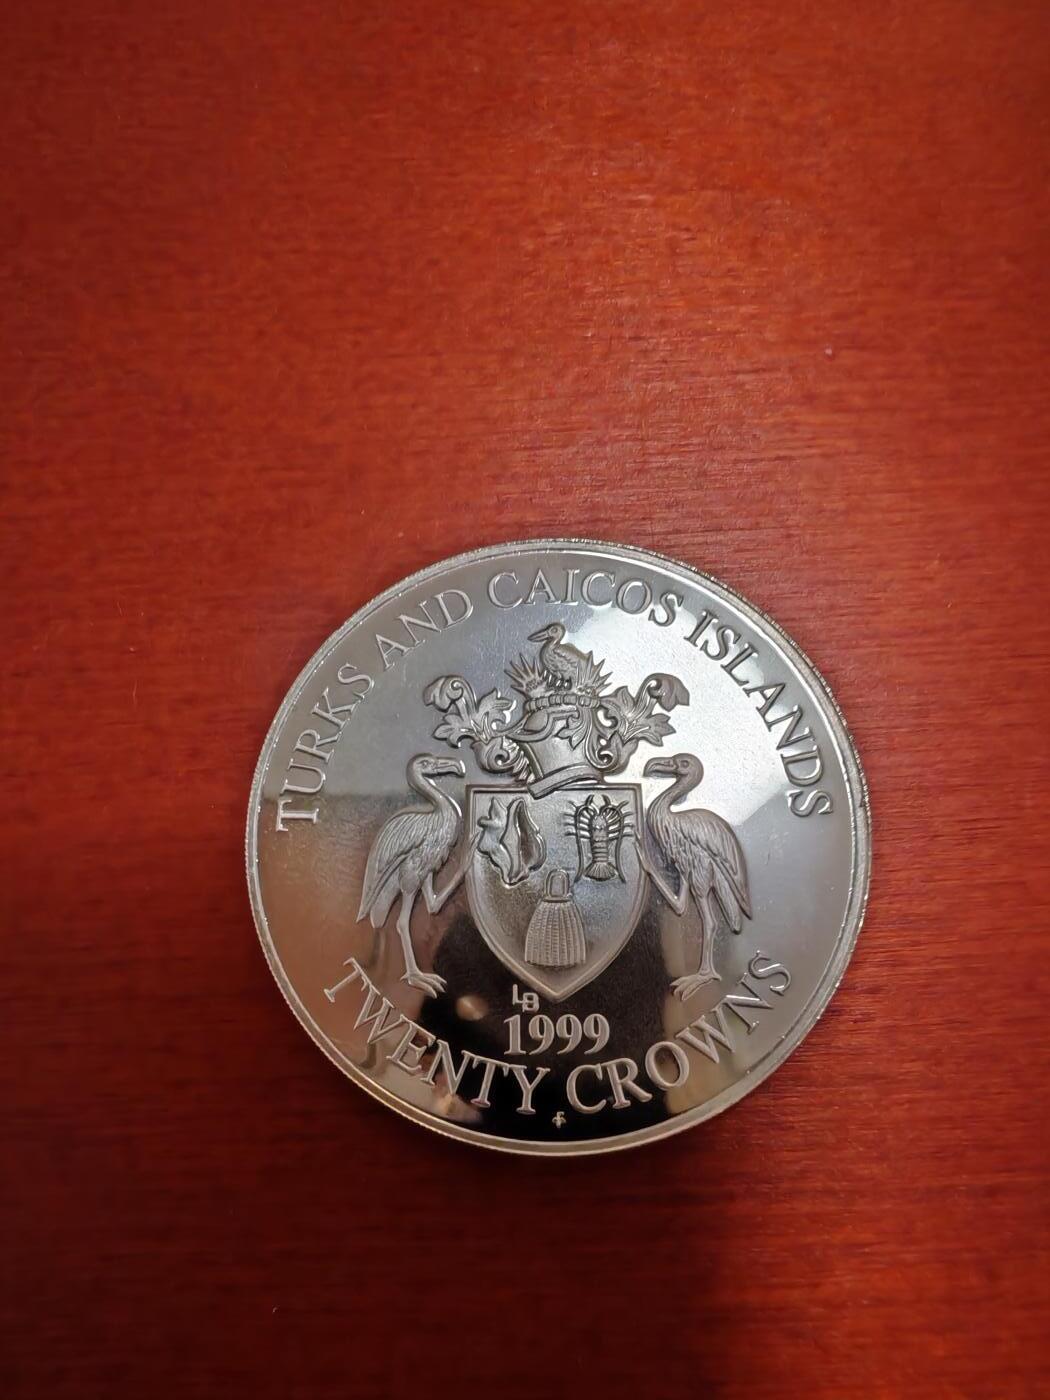 TURKS AND CAICOS ISLANDS
LB
1999
TWENTY CROWNS